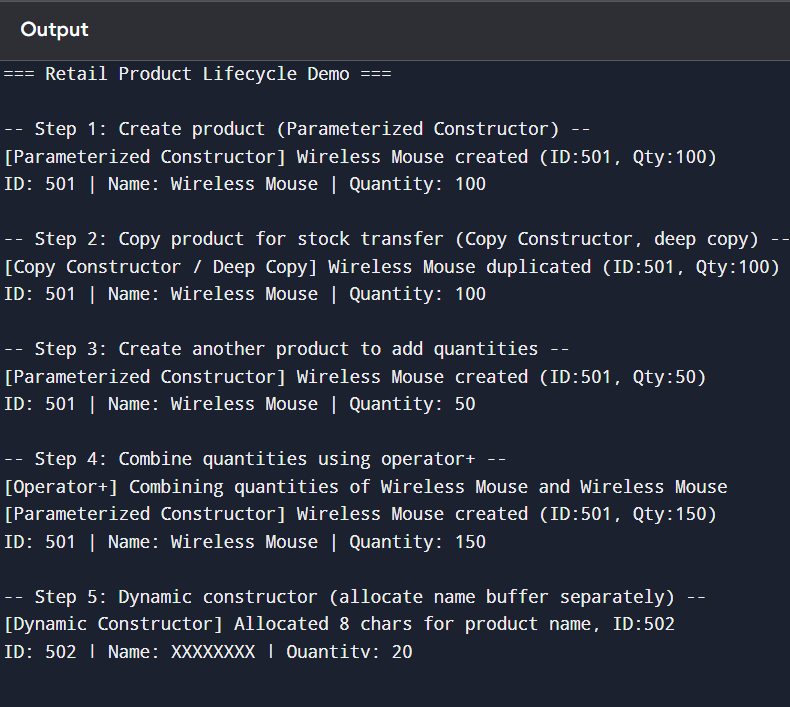 Output
=== Retail Product Lifecycle Demo ===
-- Step 1: Create product (Parameterized Constructor) --
[Parameterized Constructor] Wireless Mouse created (ID:501, Qty:100)
ID: 501 | Name: Wireless Mouse | Quantity: 100
-- Step 2: Copy product for stock transfer (Copy Constructor, deep copy) --
[Copy Constructor / Deep Copy] Wireless Mouse duplicated (ID:501, Qty:100)
ID: 501 | Name: Wireless Mouse | Quantity: 100
-- Step 3: Create another product to add quantities --
[Parameterized Constructor] Wireless Mouse created (ID:501, Qty:50)
ID: 501 | Name: Wireless Mouse | Quantity: 50
-- Step 4: Combine quantities using operator+ --
[Operator+] Combining quantities of Wireless Mouse and Wireless Mouse
[Parameterized Constructor] Wireless Mouse created (ID:501, Qty:150)
ID: 501 | Name: Wireless Mouse | Quantity: 150
-- Step 5: Dynamic constructor (allocate name buffer separately) --
[Dynamic Constructor] Allocated 8 chars for product name, ID:502
ID: 502 | Name: XXXXXXXX | Quantity: 20